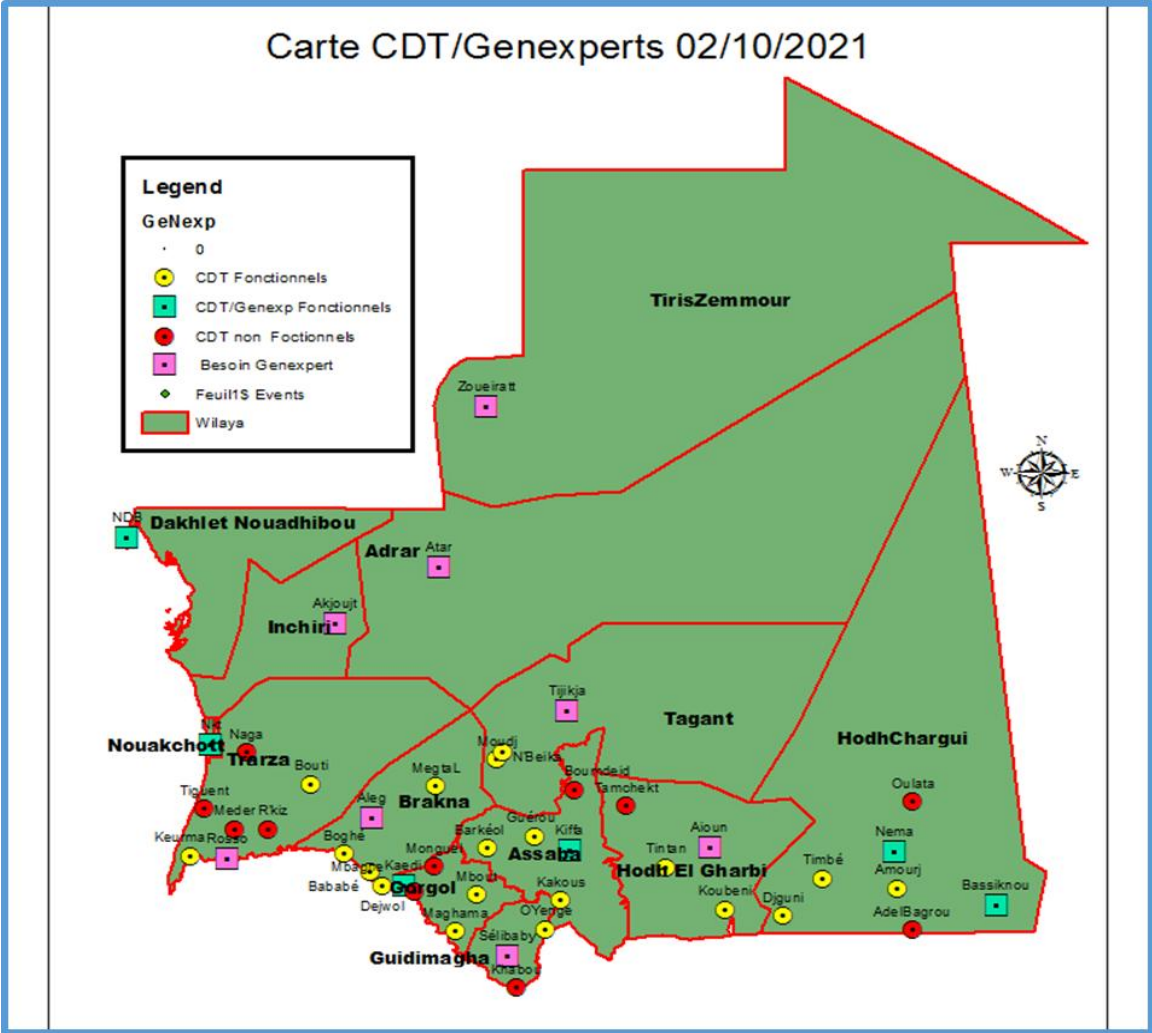 Carte CDT/Genexperts 02/10/2021
Legend
GeNexp
0
CDT Fonctionnels
CDT/Genexp Fonctionnels
CDT non Foctionnels
Besoin Genexpert
Feuil1$ Events
Wilaya
TirisZemmour
Zoueiratt
N
W
E
S
NDB
Dakhlet Nouadhibou
Adrar
Atar
Akjoujt
Inchiri
Tijikja
Tagant
Nouakchott
Naga
Trarza
Bouti
Moudj
N'Beika
HodhChargui
MegtaL
Boumdeid
Tamchekt
Oulata
Tiguent
Aleg
Brakna
Meder
R'kiz
Guérou
Kiffa
Aioun
Nema
Keurma
Rosso
Boghé
Barkéol
Assaba
Tintan
Monguel
Mbagne
Kaedi
Hodh El Gharbi
Timbé
Amourj
Bababé
Gorgol
Mbout
Kakous
Koubeni
Djguni
Bassiknou
Dejwol
Maghama
OYenge
AdelBagrou
Sélibaby
Guidimagha
Khabou